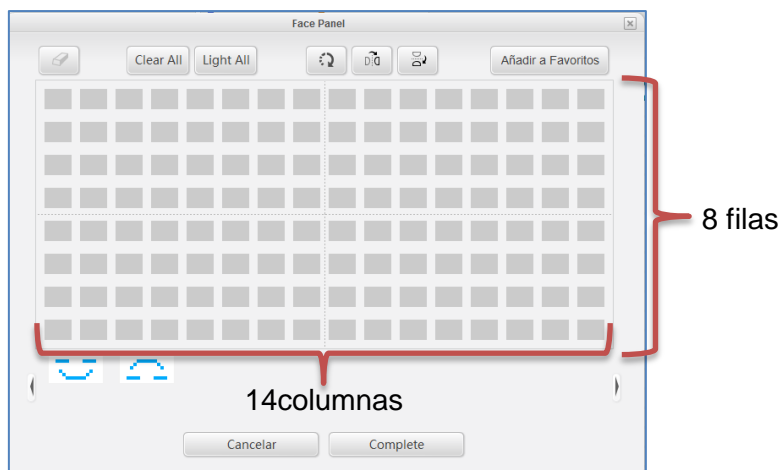 Face Panel
Clear All Light All Añadir a Favoritos
8 filas
14columnas
Cancelar Complete